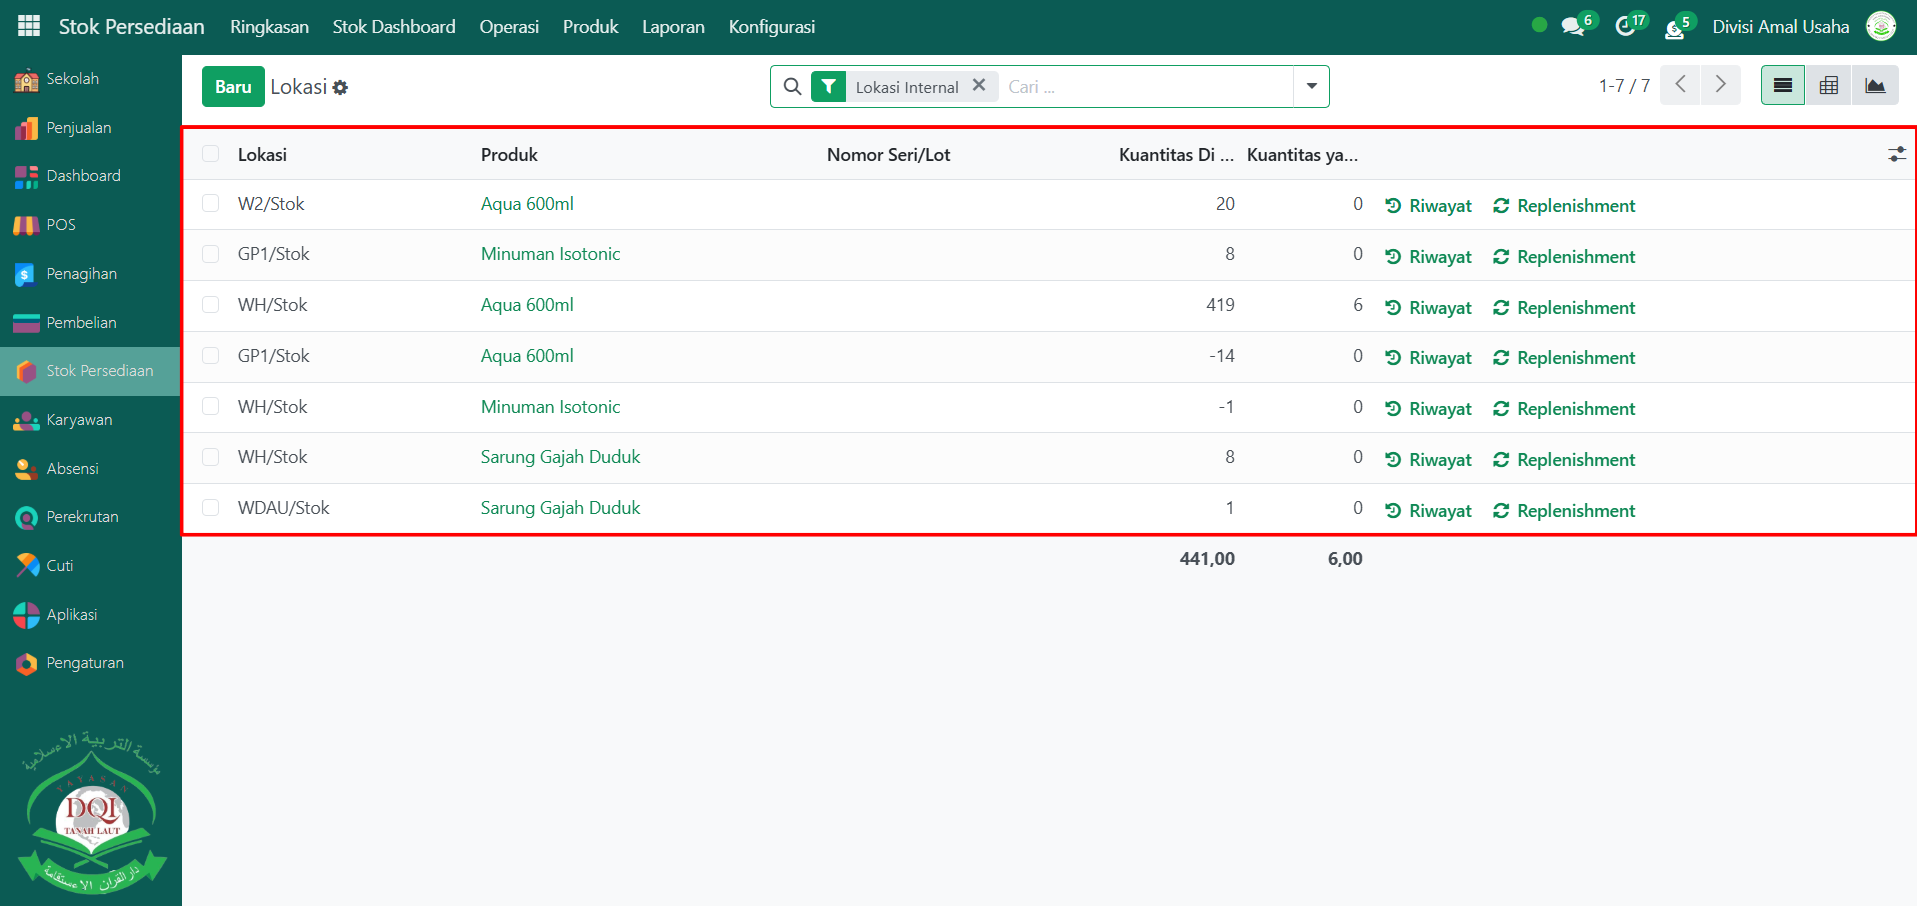 Stok Persediaan Ringkasan Stok Dashboard Operasi Produk Laporan Konfigurasi 6 17 5 Divisi Amal Usaha
Sekolah
Penjualan
Dashboard
POS
Penagihan
Pembelian
Stok Persediaan
Karyawan
Absensi
Perekrutan
Cuti
Aplikasi
Pengaturan
مؤسسة التربية الاسلامية
YAYASAN
DQI
TANAH LAUT
دار القرآن الاستقامة
Baru Lokasi Lokasi Internal Cari ... 1-7 / 7
Lokasi Produk Nomor Seri/Lot Kuantitas Di ... Kuantitas ya...
W2/Stok Aqua 600ml 20 0 Riwayat Replenishment
GP1/Stok Minuman Isotonic 8 0 Riwayat Replenishment
WH/Stok Aqua 600ml 419 6 Riwayat Replenishment
GP1/Stok Aqua 600ml -14 0 Riwayat Replenishment
WH/Stok Minuman Isotonic -1 0 Riwayat Replenishment
WH/Stok Sarung Gajah Duduk 8 0 Riwayat Replenishment
WDAU/Stok Sarung Gajah Duduk 1 0 Riwayat Replenishment
441,00 6,00